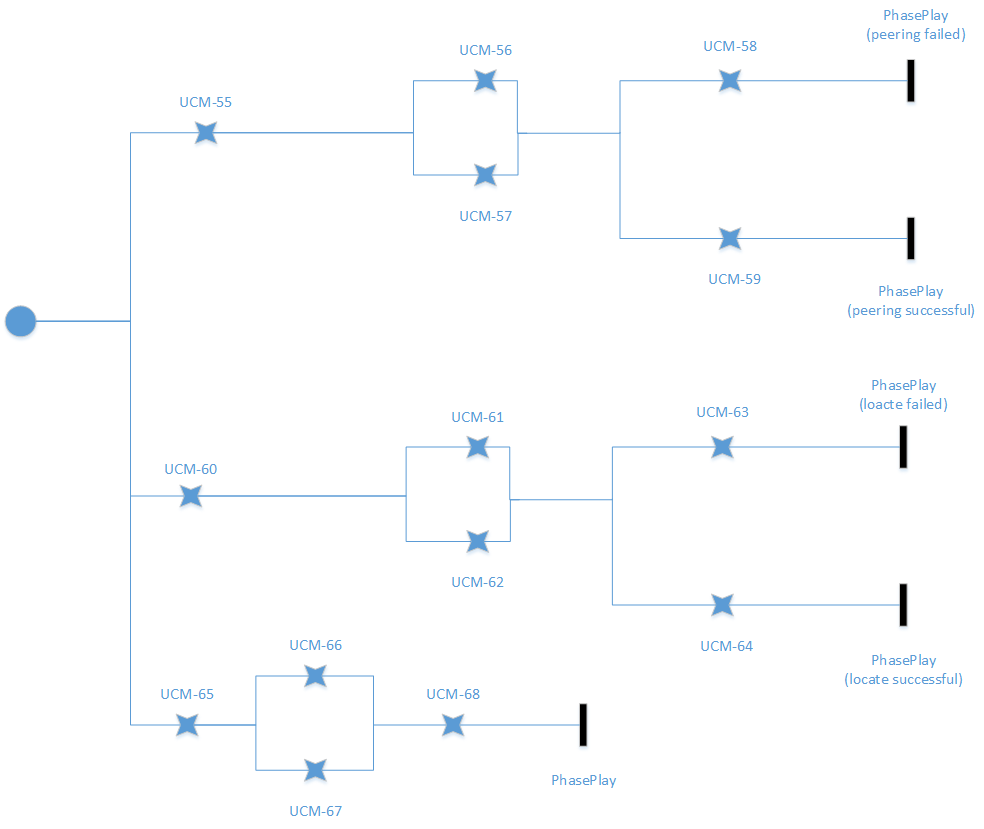 PhasePlay
(peering failed)
UCM-56
UCM-58
UCM-55
UCM-57
UCM-59
PhasePlay
(peering successful)
PhasePlay
(loacte failed)
UCM-61
UCM-63
UCM-60
UCM-62
UCM-66
UCM-64
PhasePlay
(locate successful)
UCM-65
UCM-68
PhasePlay
UCM-67